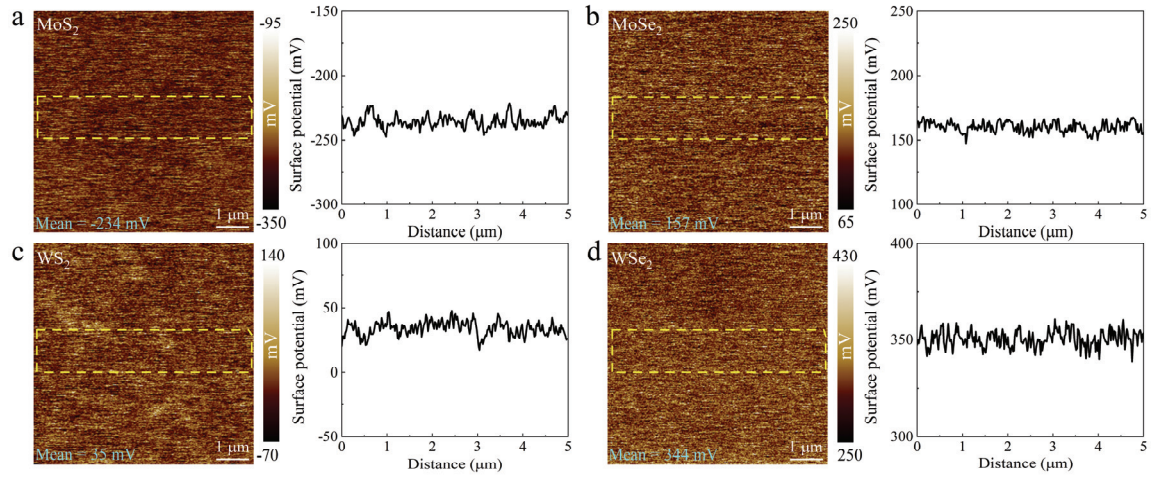 a
MoS2
Mean = -234 mV
1 μm
-95
mV
-350
Surface potential (mV)
-150
-200
-250
-300
0 1 2 3 4 5
Distance (μm)
b
MoSe2
Mean = 157 mV
1 μm
250
mV
65
Surface potential (mV)
250
200
150
100
0 1 2 3 4 5
Distance (μm)
c
WS2
Mean = 35 mV
1 μm
140
mV
-70
Surface potential (mV)
100
50
0
-50
0 1 2 3 4 5
Distance (μm)
d
WSe2
Mean = 344 mV
1 μm
430
mV
250
Surface potential (mV)
400
350
300
0 1 2 3 4 5
Distance (μm)